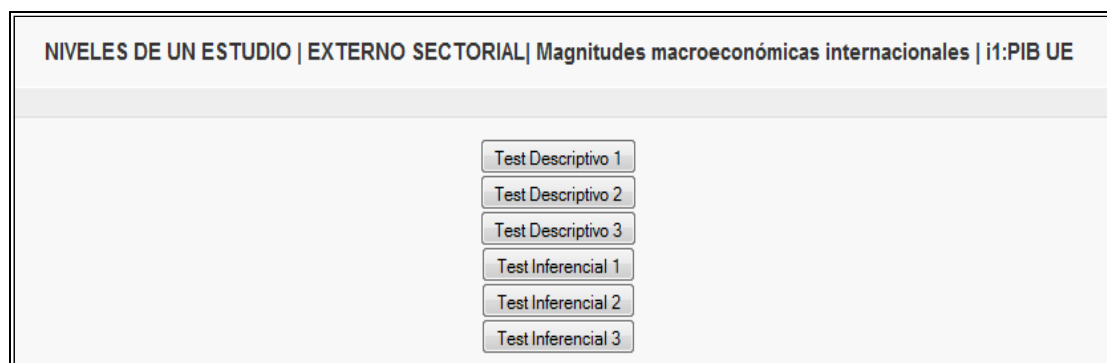 NIVELES DE UN ESTUDIO | EXTERNO SECTORIAL| Magnitudes macroeconómicas internacionales | i1:PIB UE
Test Descriptivo 1
Test Descriptivo 2
Test Descriptivo 3
Test Inferencial 1
Test Inferencial 2
Test Inferencial 3